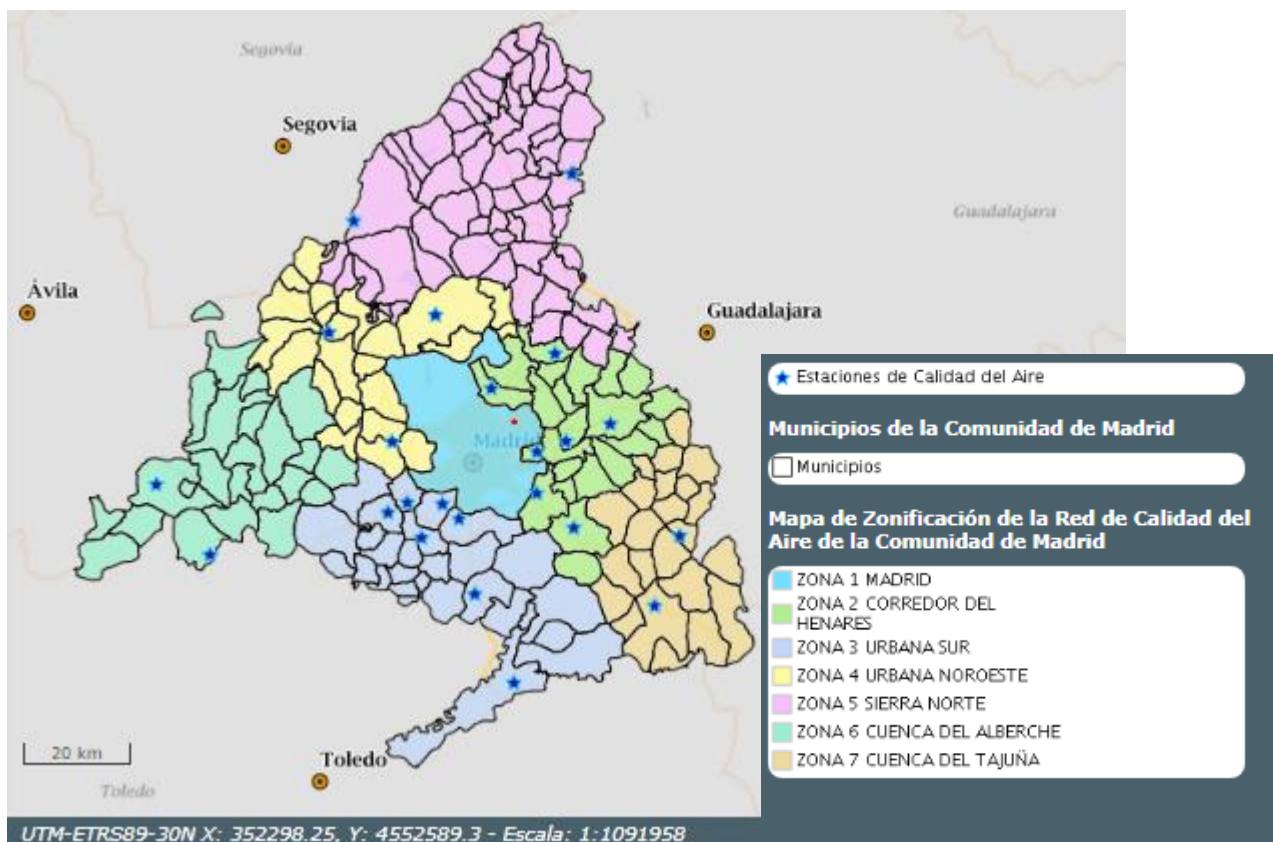 Segovia
Segovia
Guadalajara
Ávila
Guadalajara
Madrid
20 km
Toledo
Toledo
UTM-ETRS89-30N X: 352298.25, Y: 4552589.3 - Escala: 1:1091958
Estaciones de Calidad del Aire
Municipios de la Comunidad de Madrid
Municipios
Mapa de Zonificación de la Red de Calidad del
Aire de la Comunidad de Madrid
ZONA 1 MADRID
ZONA 2 CORREDOR DEL
HENARES
ZONA 3 URBANA SUR
ZONA 4 URBANA NOROESTE
ZONA 5 SIERRA NORTE
ZONA 6 CUENCA DEL ALBERCHE
ZONA 7 CUENCA DEL TAJUÑA